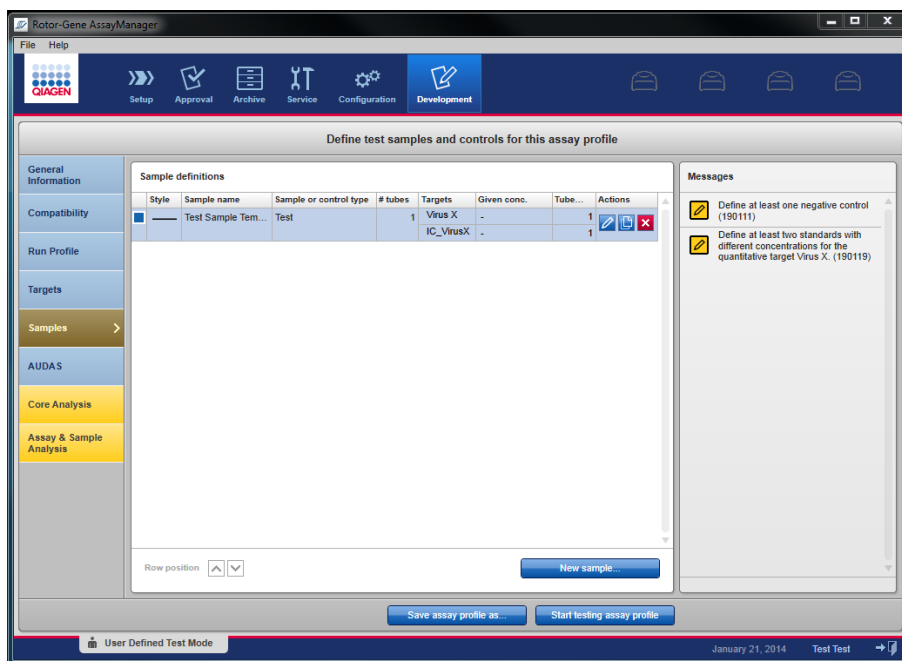 Rotor-Gene AssayManager
File Help
QIAGEN
Setup Approval Archive Service Configuration Development
Define test samples and controls for this assay profile
General
Information
Compatibility
Run Profile
Targets
Samples
AUDAS
Core Analysis
Assay & Sample
Analysis
Sample definitions
Style Sample name Sample or control type # tubes Targets Given conc. Tube... Actions
Test Sample Tem... Test 1 Virus X - 1
IC_VirusX - 1
Row position
New sample...
Messages
Define at least one negative control
(190111)
Define at least two standards with
different concentrations for the
quantitative target Virus X. (190119)
Save assay profile as... Start testing assay profile
User Defined Test Mode
January 21, 2014 Test Test